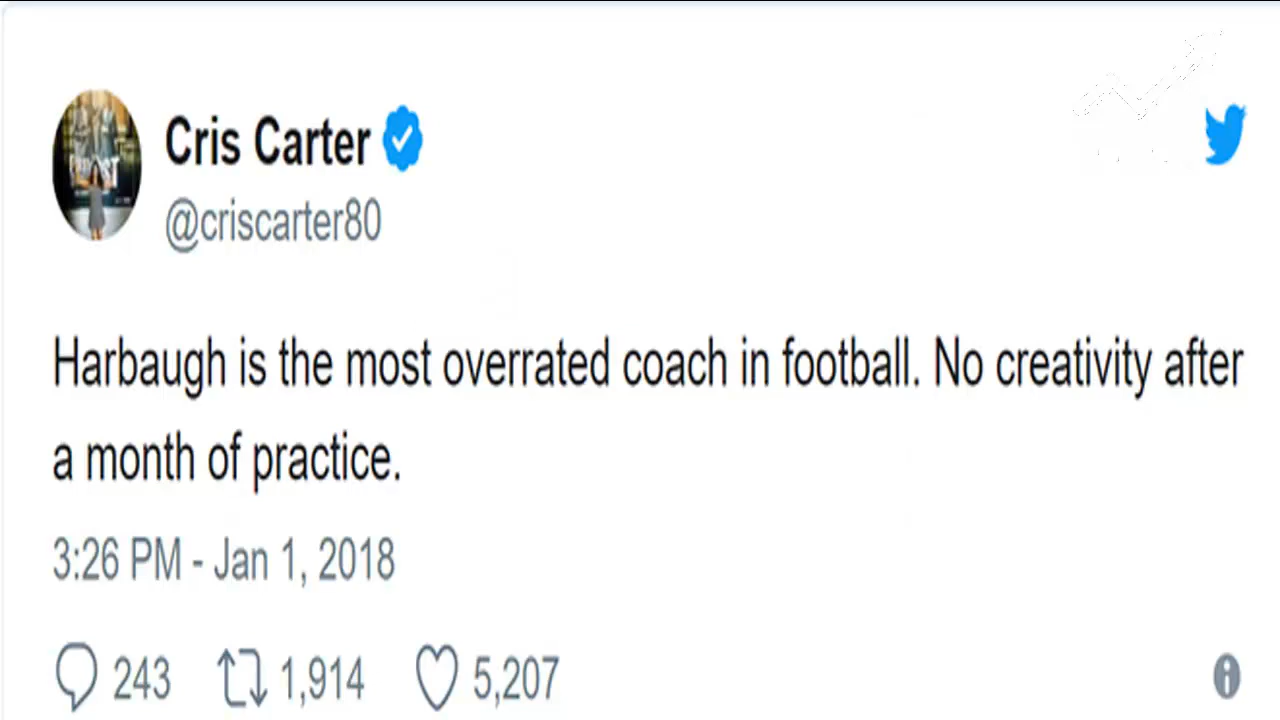 Cris Carter
@criscarter80
Harbaugh is the most overrated coach in football. No creativity after
a month of practice.
3:26 PM - Jan 1, 2018
243 1,914 5,207